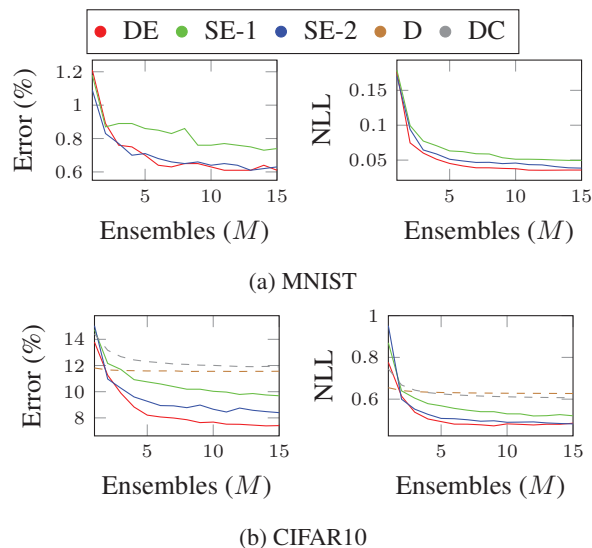 DE SE-1 SE-2 D DC
Error (%)
1.2
1
0.8
0.6
5 10 15
Ensembles (M)
NLL
0.15
0.1
0.05
5 10 15
Ensembles (M)
(a) MNIST
Error (%)
14
12
10
8
5 10 15
Ensembles (M)
NLL
1
0.8
0.6
5 10 15
Ensembles (M)
(b) CIFAR10